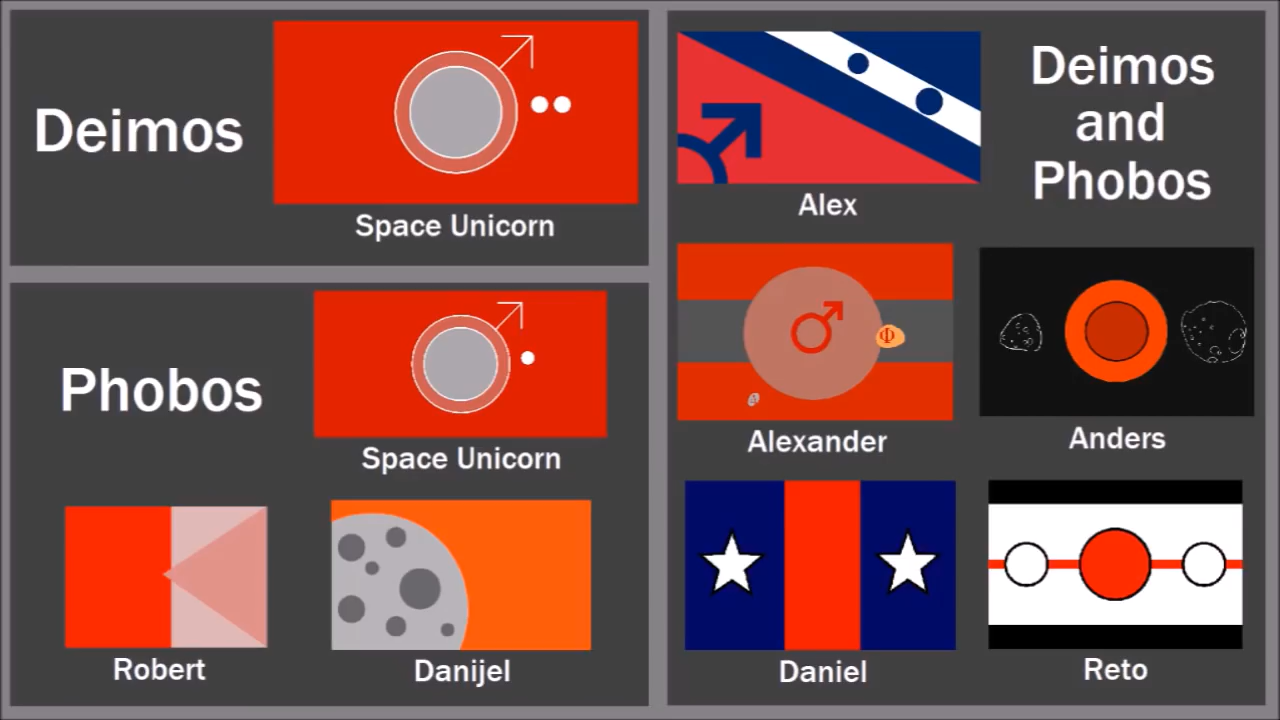 Deimos
Space Unicorn
Phobos
Space Unicorn
Robert
Danijel
Deimos
and
Phobos
Alex
Φ
Alexander
Anders
Daniel
Reto